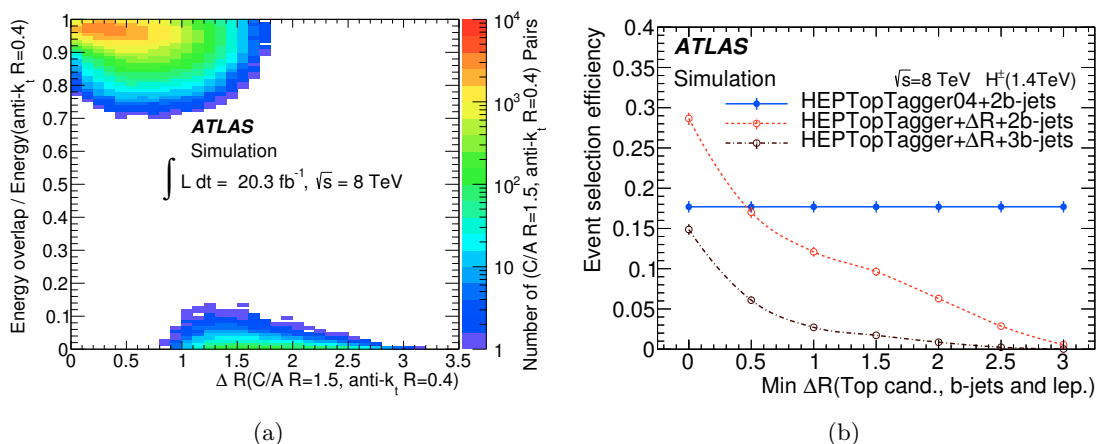 1
0.9
0.8
0.7
0.6
0.5
0.4
0.3
0.2
0.1
0
Energy overlap / Energy(anti-kt R=0.4)
ATLAS
Simulation
∫ L dt = 20.3 fb⁻¹, √s = 8 TeV
0 0.5 1 1.5 2 2.5 3 3.5
Δ R(C/A R=1.5, anti-kt R=0.4)
10⁴
10³
10²
10
1
Number of (C/A R=1.5, anti-kt R=0.4) Pairs
(a)
0.4
0.35
0.3
0.25
0.2
0.15
0.1
0.05
0
Event selection efficiency
ATLAS
Simulation √s=8 TeV H±(1.4TeV)
HEPTopTagger04+2b-jets
HEPTopTagger+ΔR+2b-jets
HEPTopTagger+ΔR+3b-jets
0 0.5 1 1.5 2 2.5 3
Min ΔR(Top cand., b-jets and lep.)
(b)